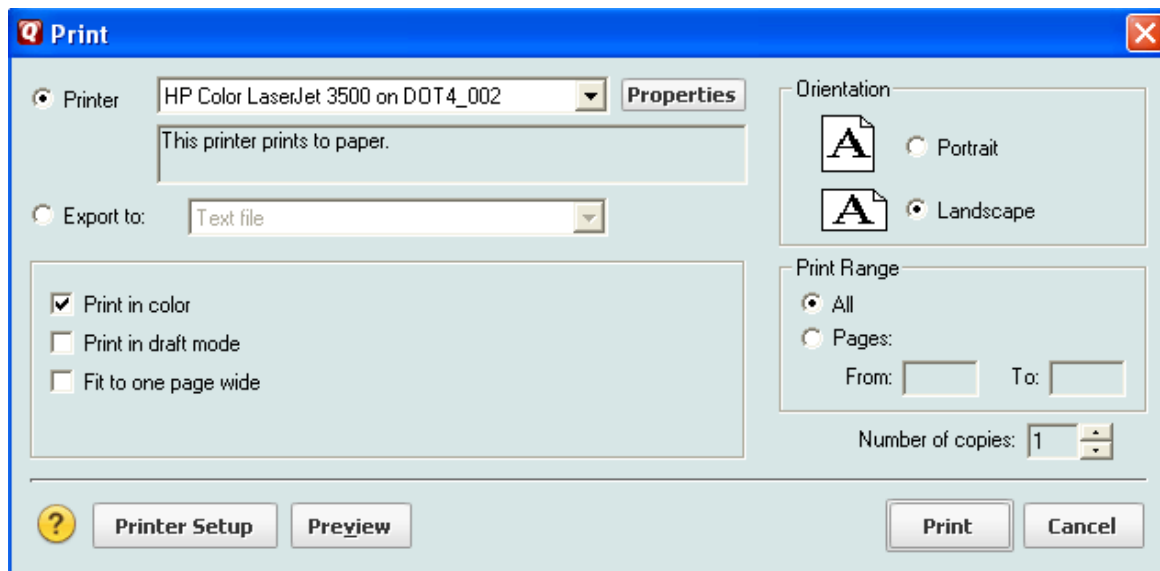 Q Print
Printer
HP Color LaserJet 3500 on DOT4_002
Properties
This printer prints to paper.
Export to:
Text file
Print in color
Print in draft mode
Fit to one page wide
Orientation
A
Portrait
A
Landscape
Print Range
All
Pages:
From:
To:
Number of copies: 1
? Printer Setup Preview Print Cancel